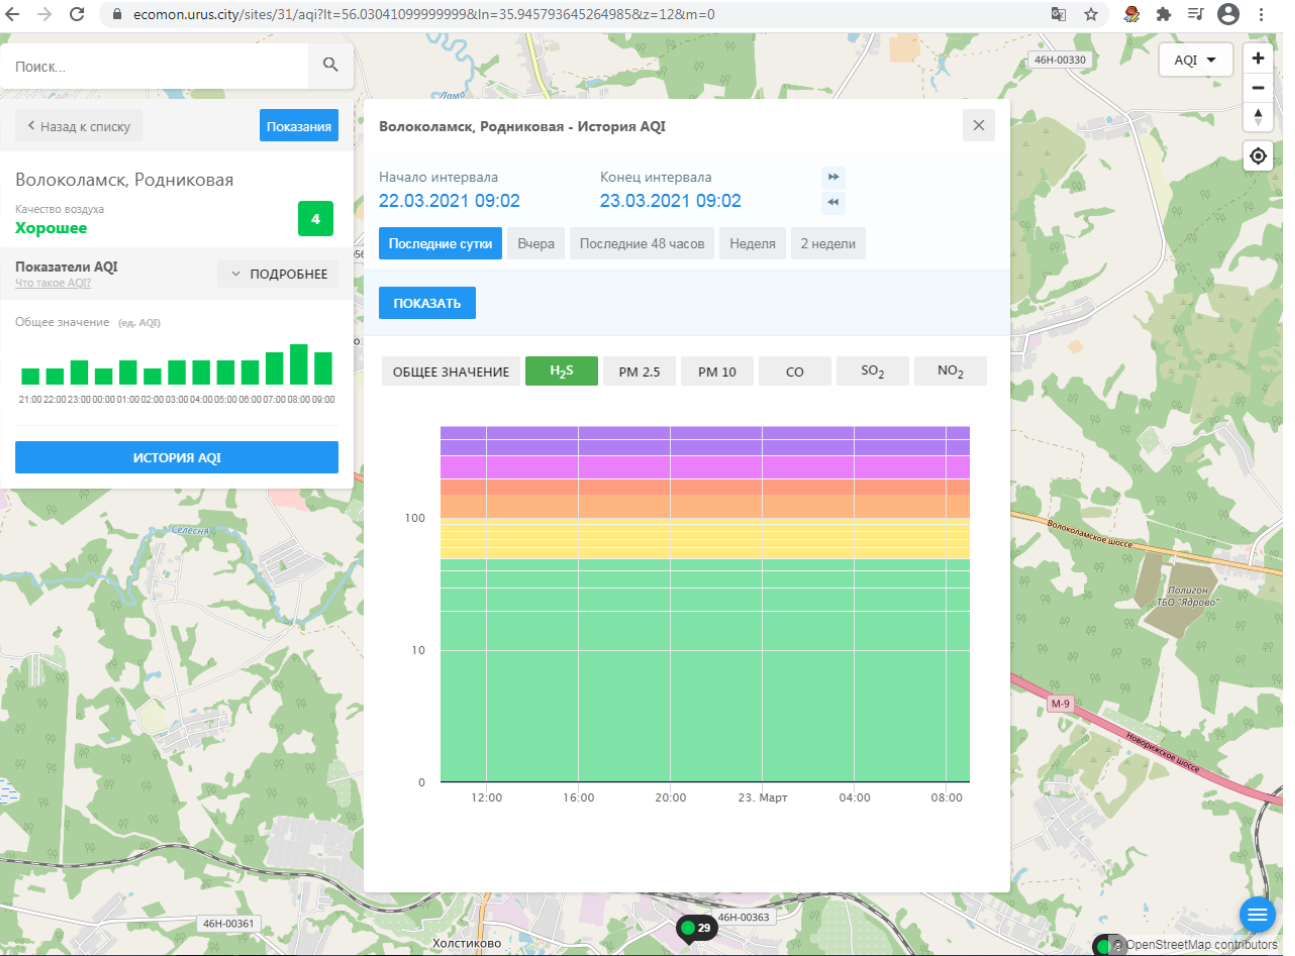 ecomon.urus.city/sites/31/aqi?lt=56.03041099999999&ln=35.945793645264985&z=12&m=0
Поиск...
Назад к списку
Показания
Волоколамск, Родниковая
Качество воздуха
Хорошее
4
Показатели AQI
Что такое AQI?
ПОДРОБНЕЕ
Общее значение (ед. AQI)
21:00 22:00 23:00 00:00 01:00 02:00 03:00 04:00 05:00 06:00 07:00 08:00 09:00
ИСТОРИЯ AQI
Волоколамск, Родниковая - История AQI
Начало интервала
Конец интервала
22.03.2021 09:02
23.03.2021 09:02
Последние сутки
Вчера
Последние 48 часов
Неделя
2 недели
ПОКАЗАТЬ
ОБЩЕЕ ЗНАЧЕНИЕ
H2S
PM 2.5
PM 10
CO
SO2
NO2
100
10
0
12:00
16:00
20:00
23. Март
04:00
08:00
46Н-00330
AQI
Лама
Селесня
Волоколамское шоссе
Полигон
ТБО "Ядрово"
М-9
Новорижское шоссе
46Н-00361
46Н-00363
29
Холстиково
© OpenStreetMap contributors